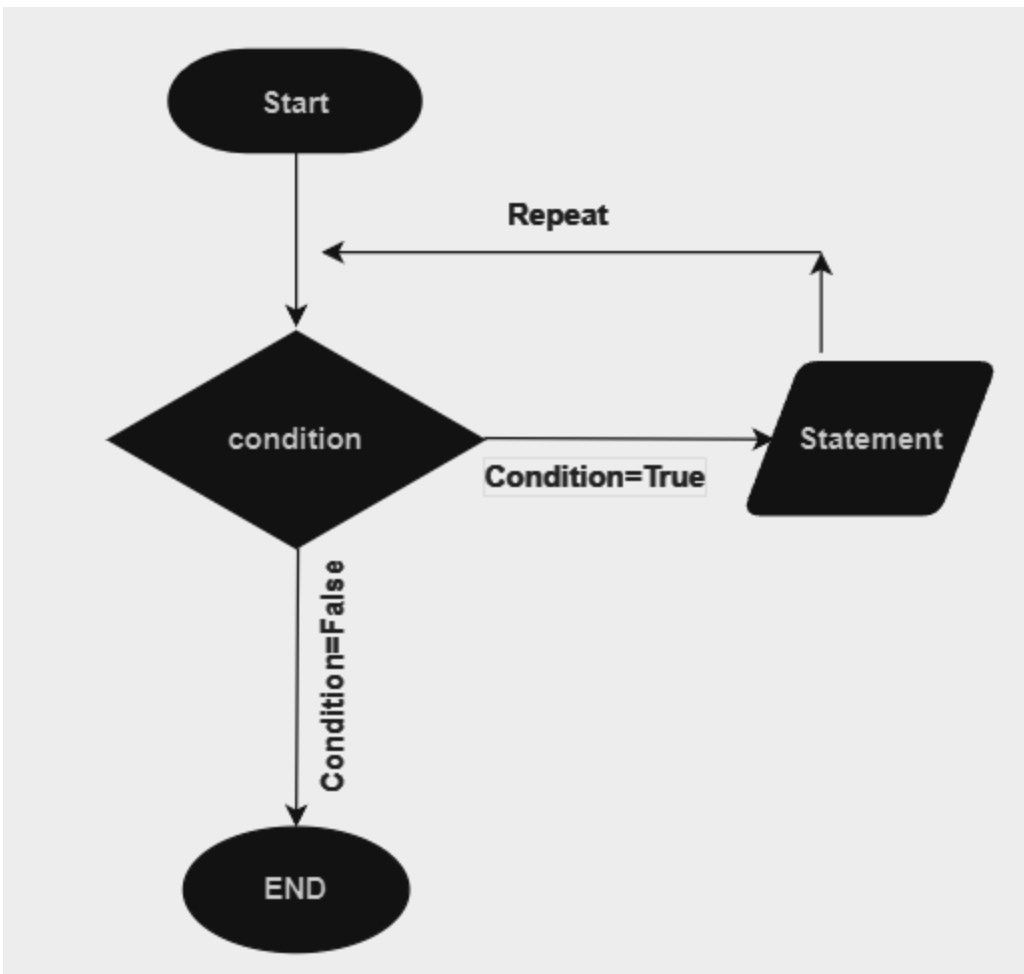 Start
Repeat
condition
Condition=True
Statement
Condition=False
END